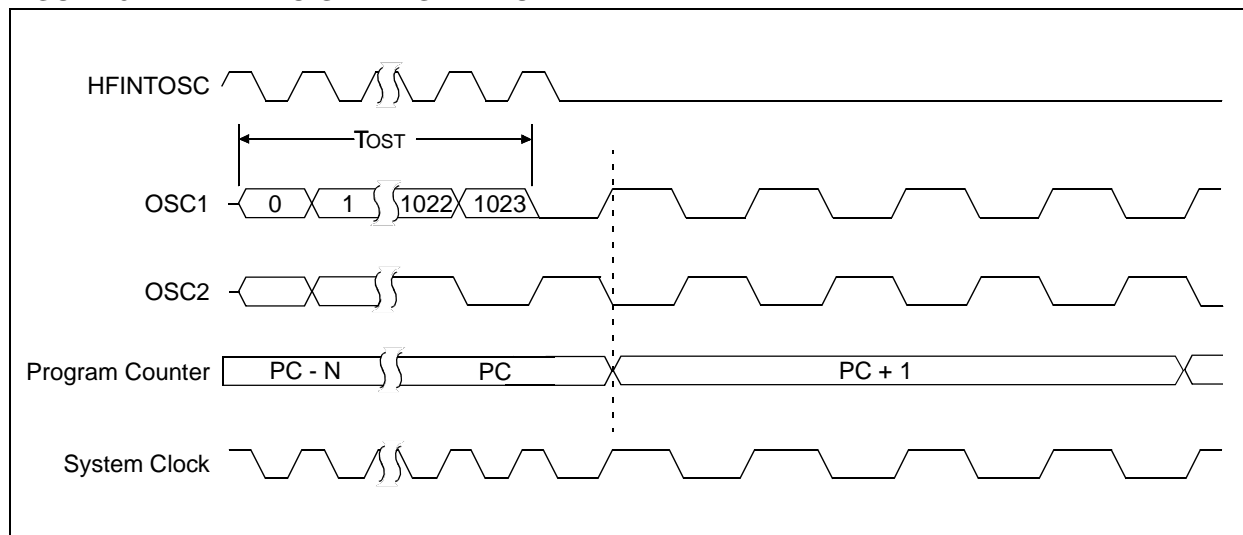 HFINTOSC
TOST
OSC1 0 1 1022 1023
OSC2
Program Counter PC - N PC PC + 1
System Clock